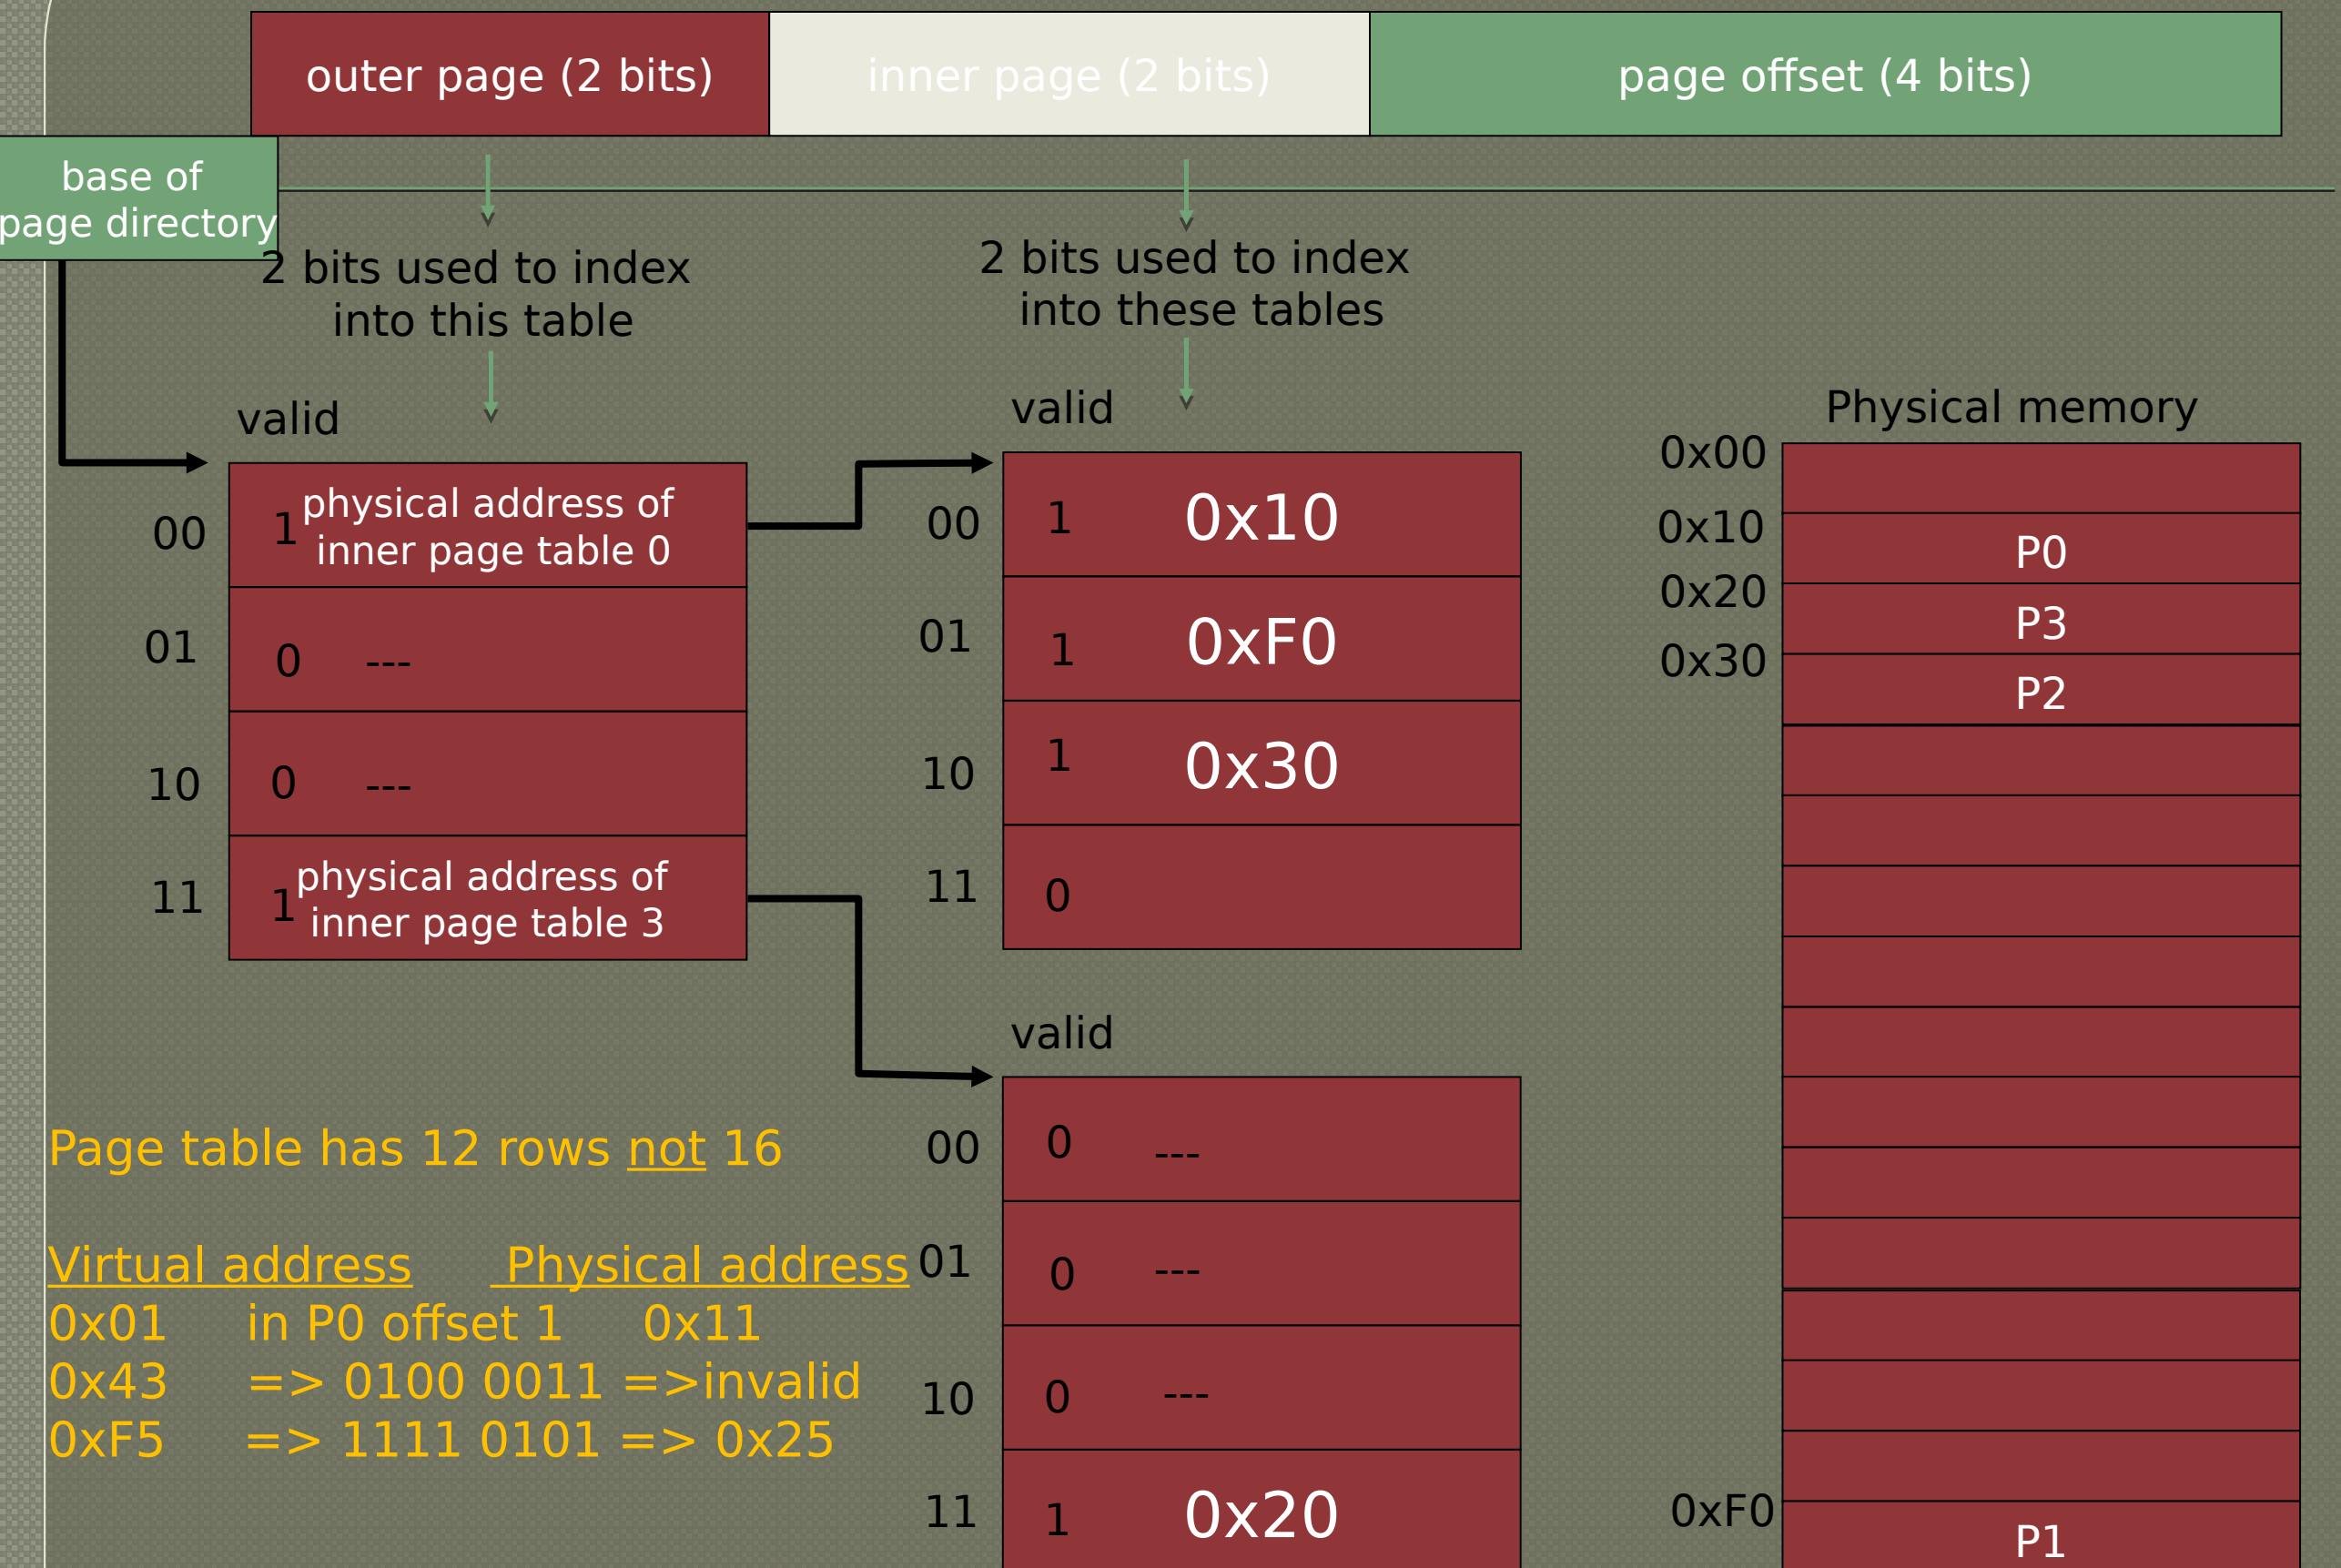 outer page (2 bits)
inner page (2 bits)
page offset (4 bits)
base of
page directory
2 bits used to index
into this table
2 bits used to index
into these tables
valid
00
1
physical address of
inner page table 0
01
0
---
10
0
---
11
1
physical address of
inner page table 3
valid
00
1
0x10
01
1
0xF0
10
1
0x30
11
0
valid
00
0
---
01
0
---
10
0
---
11
1
0x20
Physical memory
0x00
0x10
P0
0x20
P3
0x30
P2
0xF0
P1
Page table has 12 rows not 16
Virtual address Physical address
0x01 in P0 offset 1 0x11
0x43 => 0100 0011 =>invalid
0xF5 => 1111 0101 => 0x25